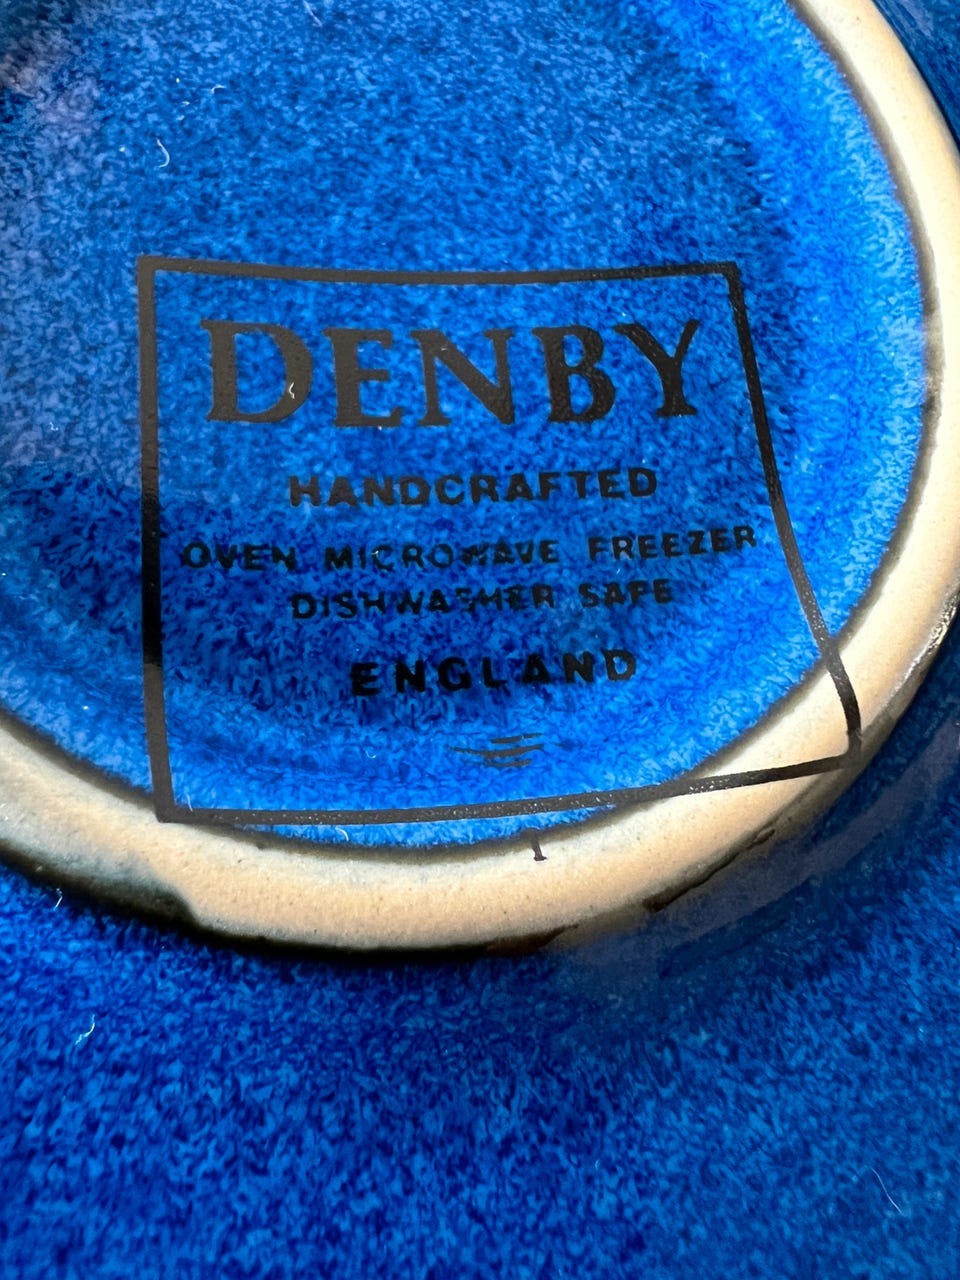 DENBY
HANDCRAFTED
OVEN MICROWAVE FREEZER
DISHWASHER SAFE
ENGLAND